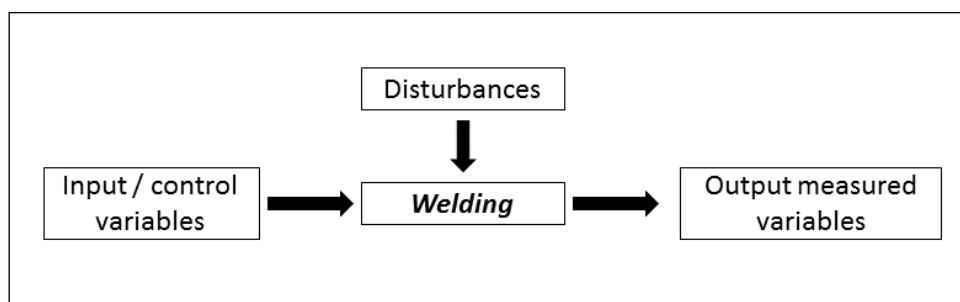 Disturbances
Input / control
variables
Welding
Output measured
variables